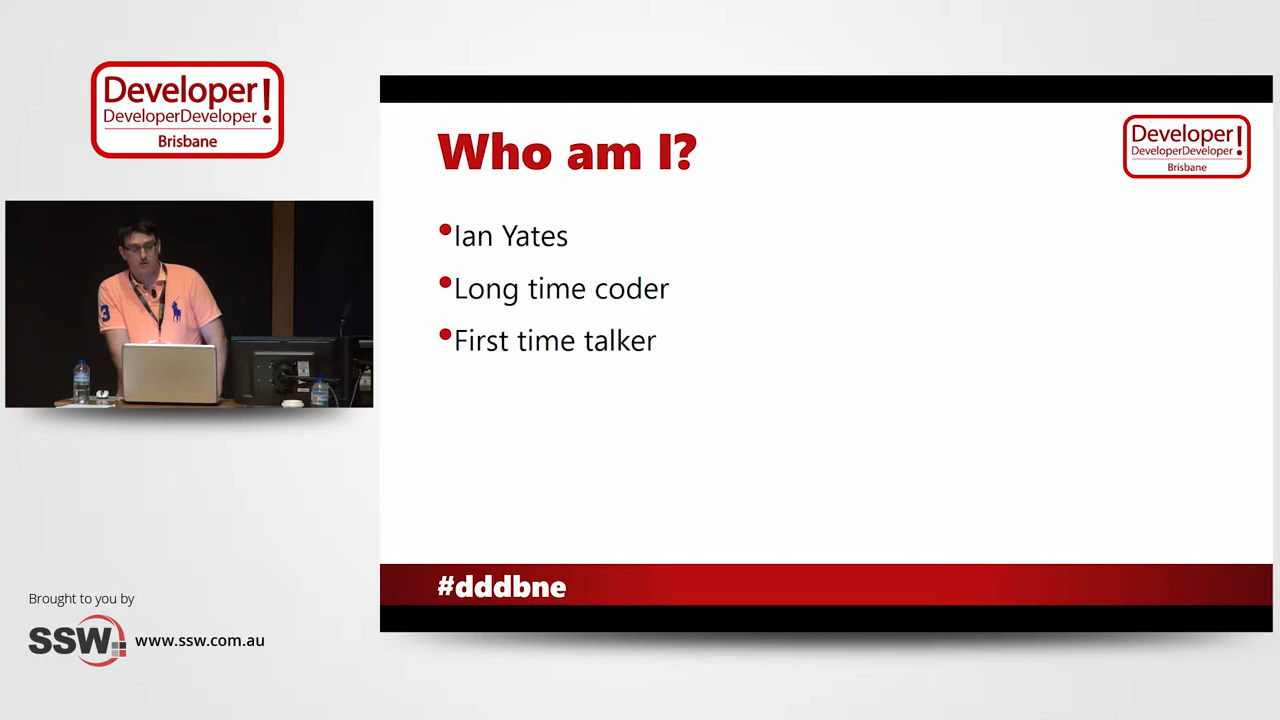 Developer!
DeveloperDeveloper
Brisbane
Who am I?
Developer!
DeveloperDeveloper
Brisbane
•Ian Yates
•Long time coder
•First time talker
3
#dddbne
Brought to you by
SSW
www.ssw.com.au